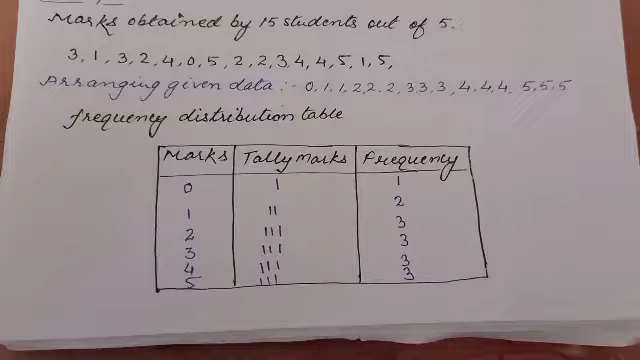 Marks obtained by 15 students out of 5.
3, 1, 3, 2, 4, 0, 5, 2, 2, 3, 4, 4, 5, 1, 5,
Arranging given data :- 0, 1, 1, 2, 2, 2, 3, 3, 3, 4, 4, 4, 5, 5, 5
frequency distribution table
Marks Tally Marks Frequency
0 | 1
1 || 2
2 ||| 3
3 ||| 3
4 ||| 3
5 ||| 3